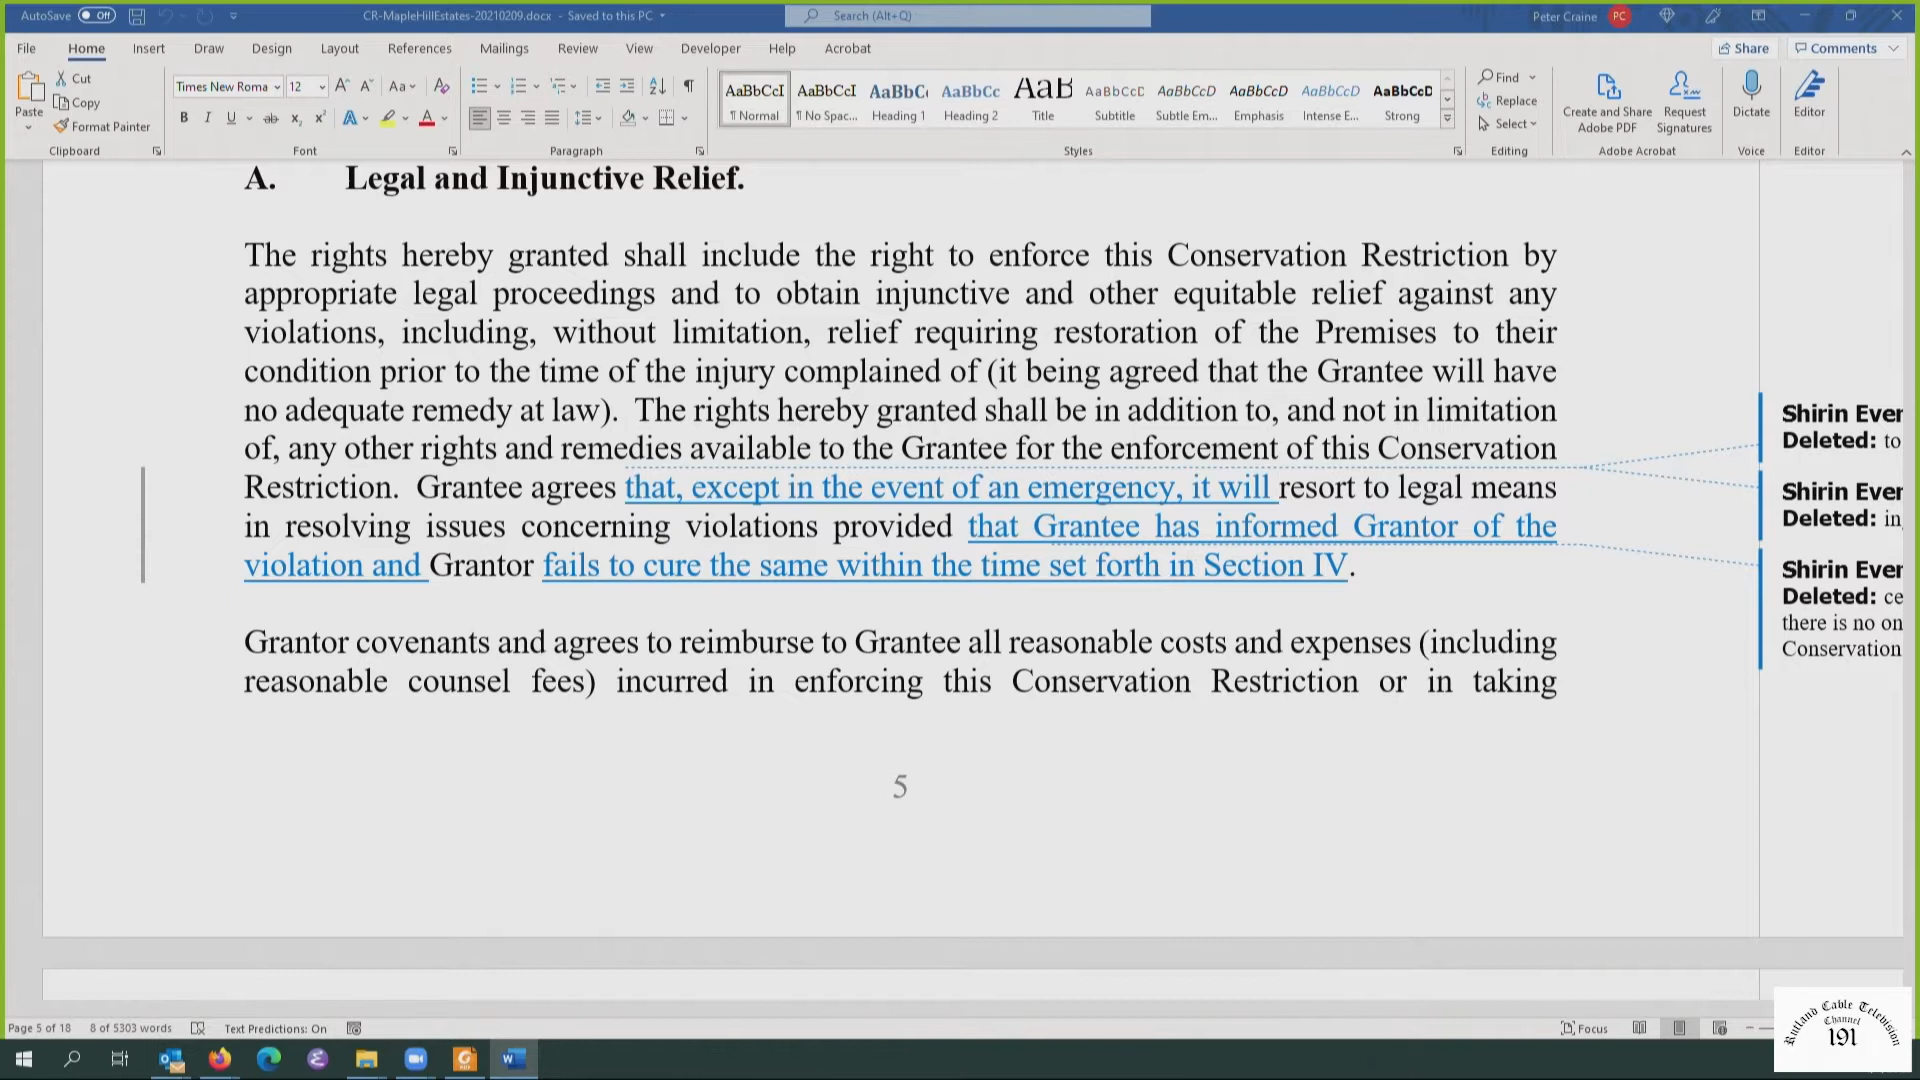 AutoSave Off CR-MapleHillEstates-20210209.docx - Saved to this PC Search (Alt+Q) Peter Craine PC
File Home Insert Draw Design Layout References Mailings Review View Developer Help Acrobat Share Comments
Paste Cut Copy Format Painter
Clipboard
Times New Roma 12
Font
Paragraph
AaBbCcI AaBbCcI AaBbC AaBbCc AaB AaBbCcD AaBbCcD AaBbCcD AaBbCcD AaBbCcD
¶ Normal ¶ No Spac... Heading 1 Heading 2 Title Subtitle Subtle Em... Emphasis Intense E... Strong
Styles
Find
Replace
Select
Editing
Create and Share Adobe PDF Request Signatures
Adobe Acrobat
Dictate
Voice
Editor
Editor
A. Legal and Injunctive Relief.
The rights hereby granted shall include the right to enforce this Conservation Restriction by
appropriate legal proceedings and to obtain injunctive and other equitable relief against any
violations, including, without limitation, relief requiring restoration of the Premises to their
condition prior to the time of the injury complained of (it being agreed that the Grantee will have
no adequate remedy at law). The rights hereby granted shall be in addition to, and not in limitation
of, any other rights and remedies available to the Grantee for the enforcement of this Conservation
Restriction. Grantee agrees that, except in the event of an emergency, it will resort to legal means
in resolving issues concerning violations provided that Grantee has informed Grantor of the
violation and Grantor fails to cure the same within the time set forth in Section IV.
Grantor covenants and agrees to reimburse to Grantee all reasonable costs and expenses (including
reasonable counsel fees) incurred in enforcing this Conservation Restriction or in taking
5
Shirin Ever
Deleted: to
Shirin Ever
Deleted: in
Shirin Ever
Deleted: ce
there is no on
Conservation
Page 5 of 18 8 of 5303 words Text Predictions: On Focus
Rutland Cable Television
Channel
191